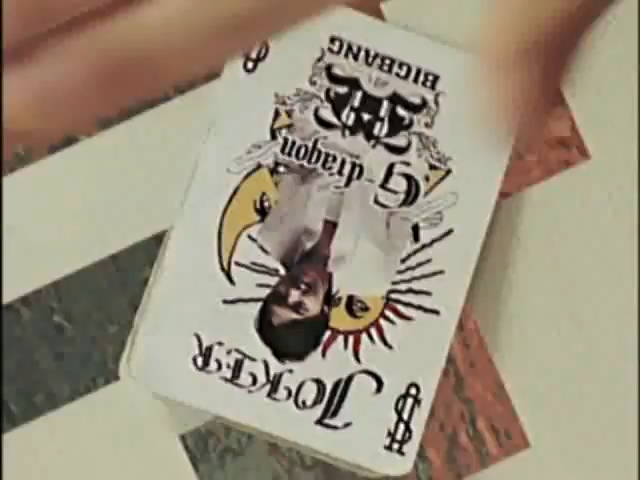 $
JOKER
G-dragon
BIGBANG
$